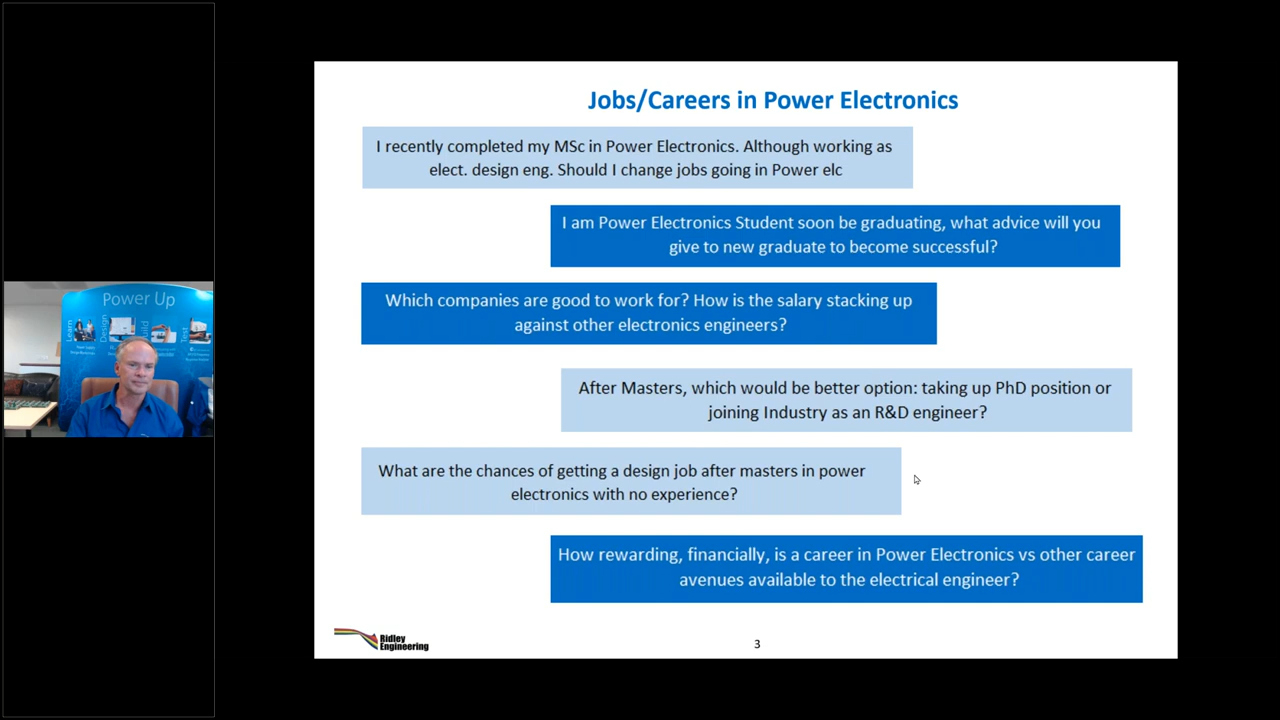 Jobs/Careers in Power Electronics
I recently completed my MSc in Power Electronics. Although working as
elect. design eng. Should I change jobs going in Power elc
I am Power Electronics Student soon be graduating, what advice will you
give to new graduate to become successful?
Which companies are good to work for? How is the salary stacking up
against other electronics engineers?
After Masters, which would be better option: taking up PhD position or
joining Industry as an R&D engineer?
What are the chances of getting a design job after masters in power
electronics with no experience?
How rewarding, financially, is a career in Power Electronics vs other career
avenues available to the electrical engineer?
Ridley
Engineering
3
Power Up
Learn
Design
Test